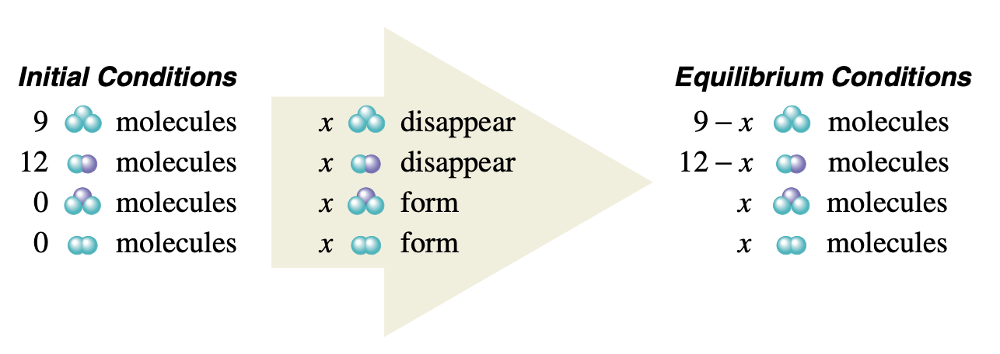 Initial Conditions
9 molecules
12 molecules
0 molecules
0 molecules
x disappear
x disappear
x form
x form
Equilibrium Conditions
9 – x molecules
12 – x molecules
x molecules
x molecules